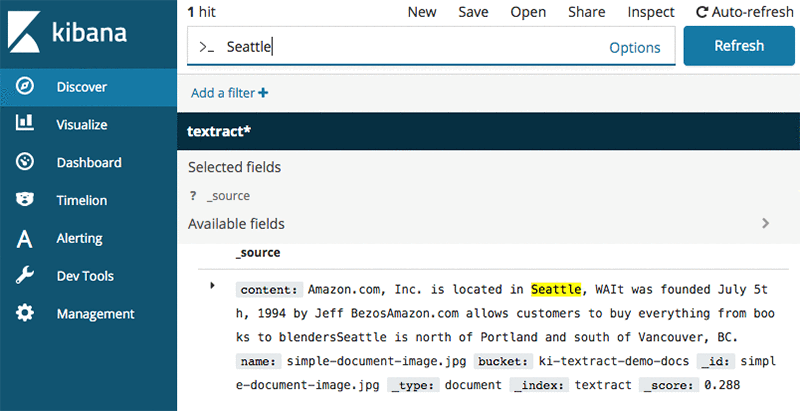 kibana
Discover
Visualize
Dashboard
Timelion
Alerting
Dev Tools
Management
1 hit
New Save Open Share Inspect Auto-refresh
>_ Seattle Options
Refresh
Add a filter +
textract*
Selected fields
? _source
Available fields
_source
content: Amazon.com, Inc. is located in Seattle, WAIt was founded July 5t
h, 1994 by Jeff BezosAmazon.com allows customers to buy everything from boo
ks to blendersSeattle is north of Portland and south of Vancouver, BC.
name: simple-document-image.jpg bucket: ki-textract-demo-docs _id: simpl
e-document-image.jpg _type: document _index: textract _score: 0.288